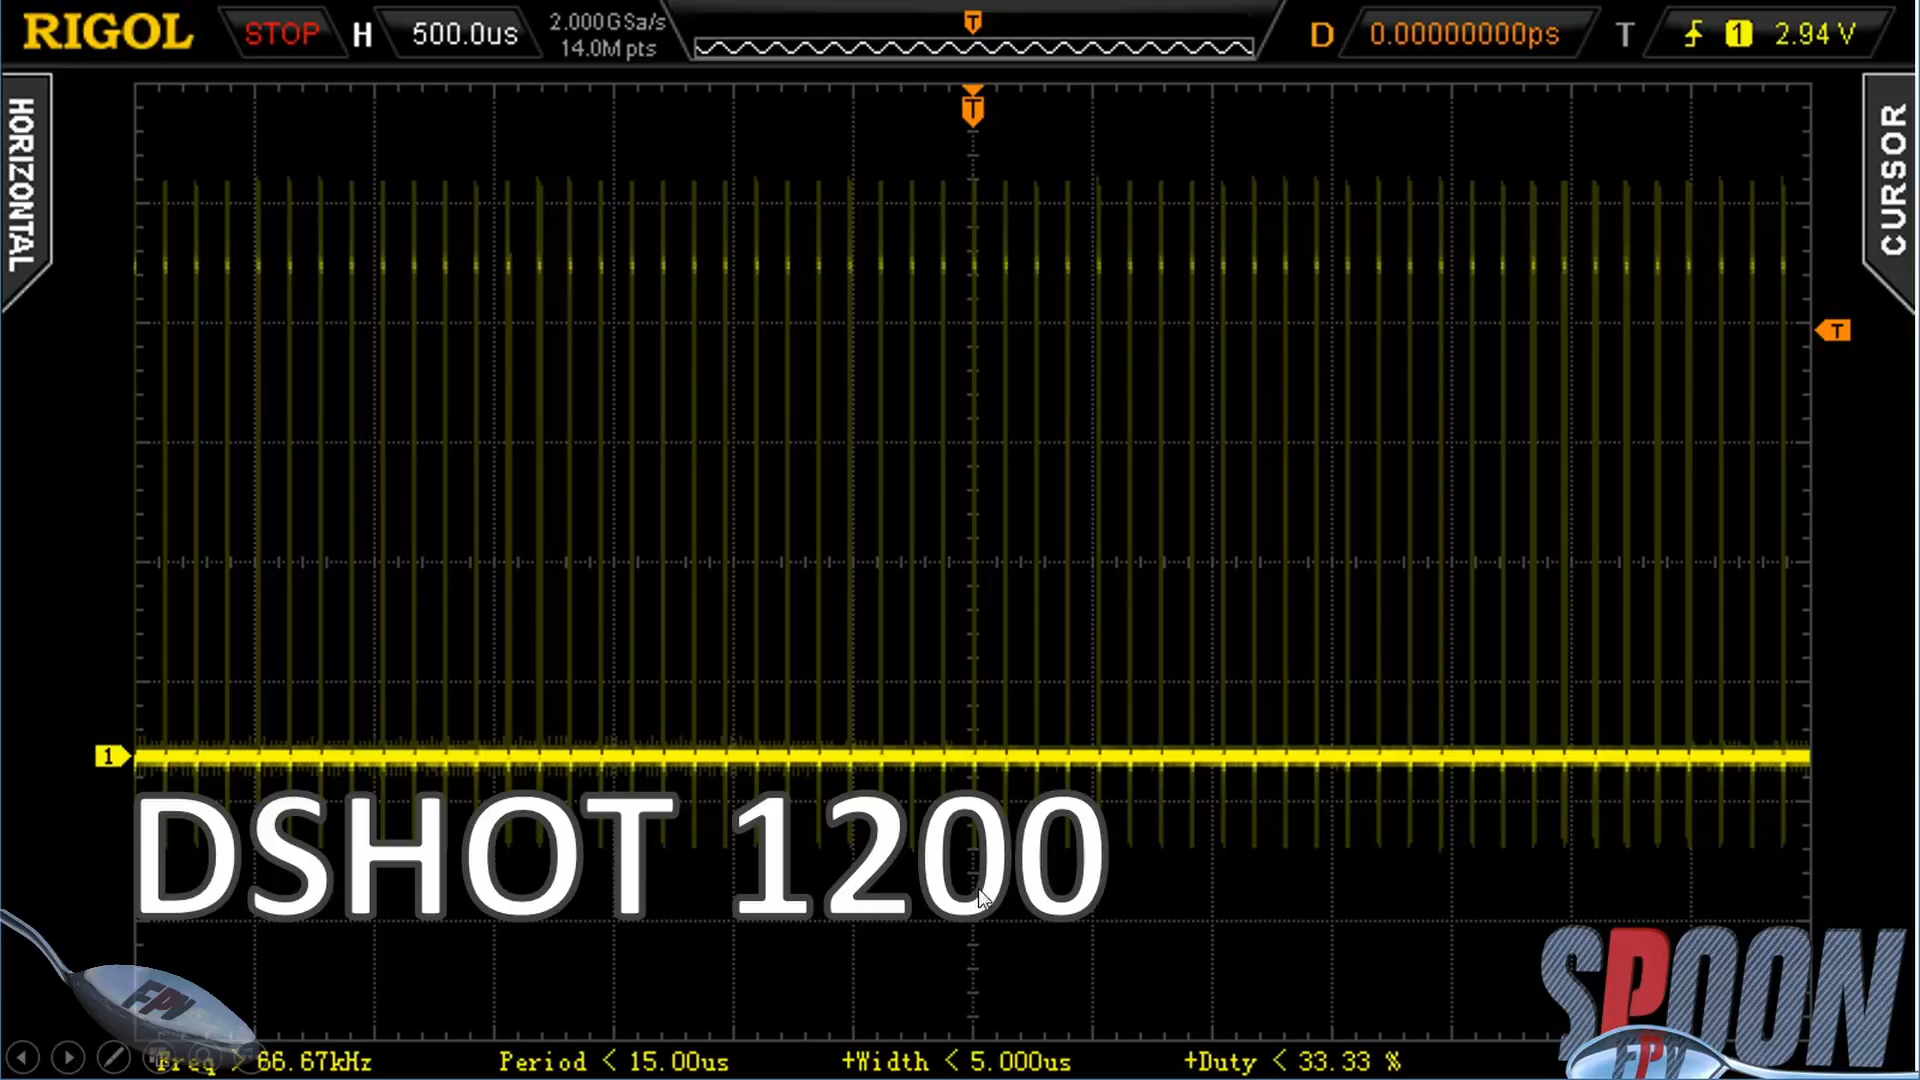 RIGOL STOP H 500.0us 2.000GSa/s 14.0M pts T D 0.00000000ps T 1 2.94 V
HORIZONTAL
CURSOR
T
T
1
DSHOT 1200
FPV
SPOON
FPV
Freq > 66.67kHz Period < 15.00us +Width < 5.000us +Duty < 33.33 %